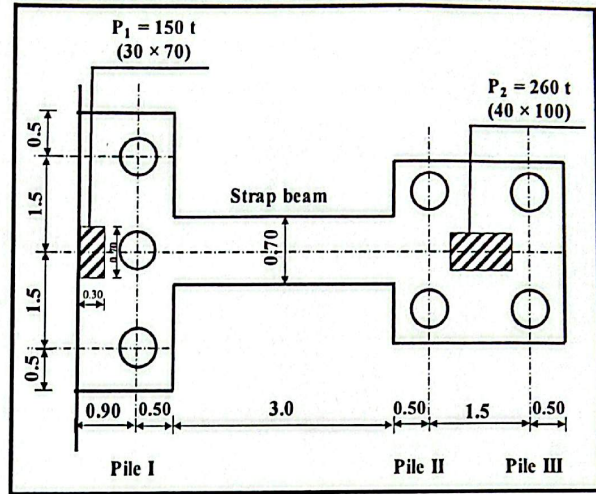 P₁ = 150 t
(30 × 70)
P₂ = 260 t
(40 × 100)
0.5
1.5
1.5
0.5
Strap beam
0.70
0.70
0.30
0.90
0.50
3.0
0.50
1.5
0.50
Pile I
Pile II
Pile III